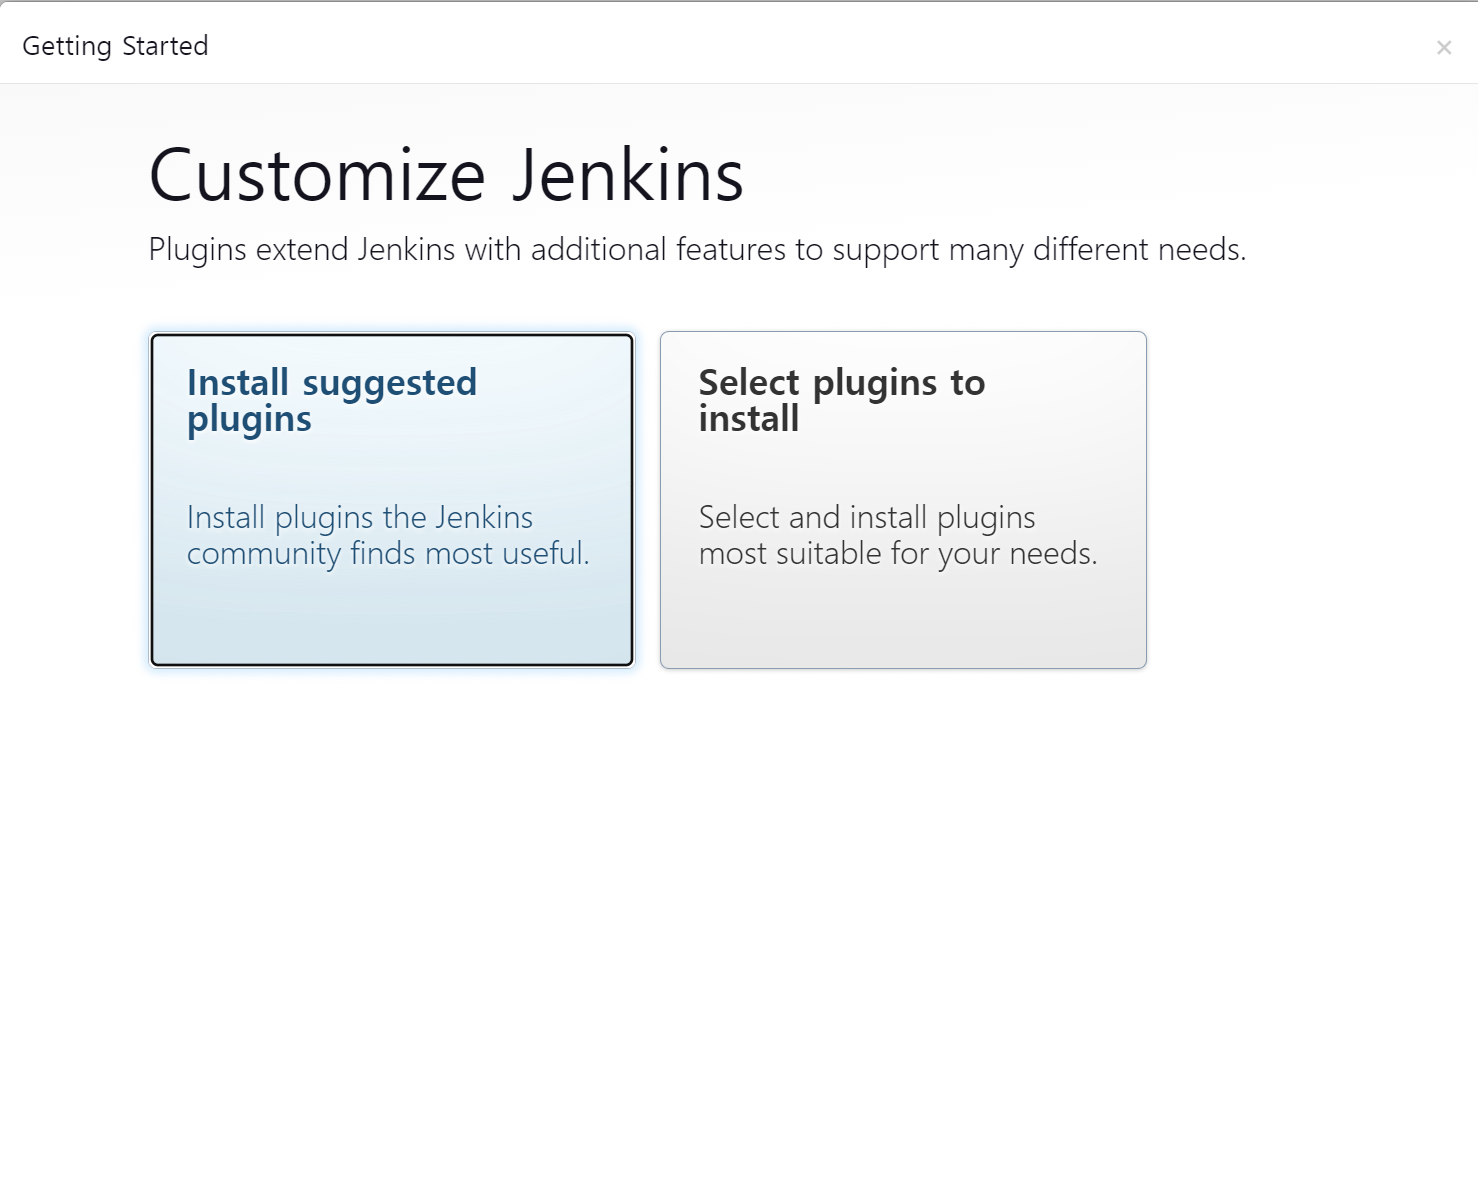 Getting Started
×
Customize Jenkins
Plugins extend Jenkins with additional features to support many different needs.
Install suggested
plugins
Install plugins the Jenkins
community finds most useful.
Select plugins to
install
Select and install plugins
most suitable for your needs.